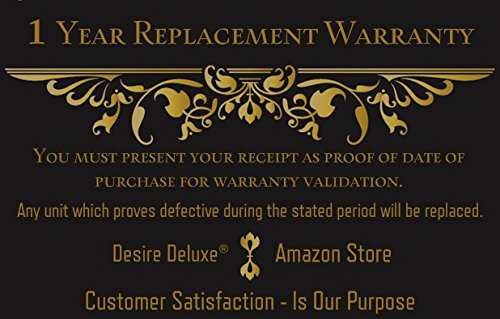 1 Year Replacement Warranty
You must present your receipt as proof of date of
purchase for warranty validation.
Any unit which proves defective during the stated period will be replaced.
Desire Deluxe® Amazon Store
Customer Satisfaction - Is Our Purpose